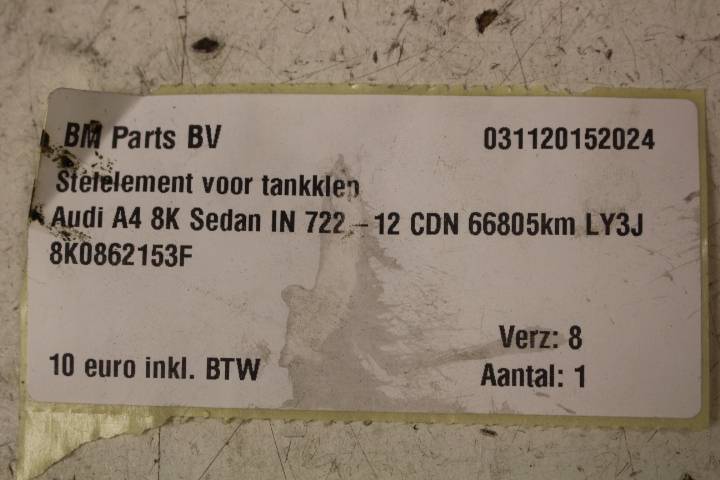 BM Parts BV 031120152024
Stelelement voor tankklep
Audi A4 8K Sedan IN 722 - 12 CDN 66805km LY3J
8K0862153F
Verz: 8
10 euro inkl. BTW
Aantal: 1